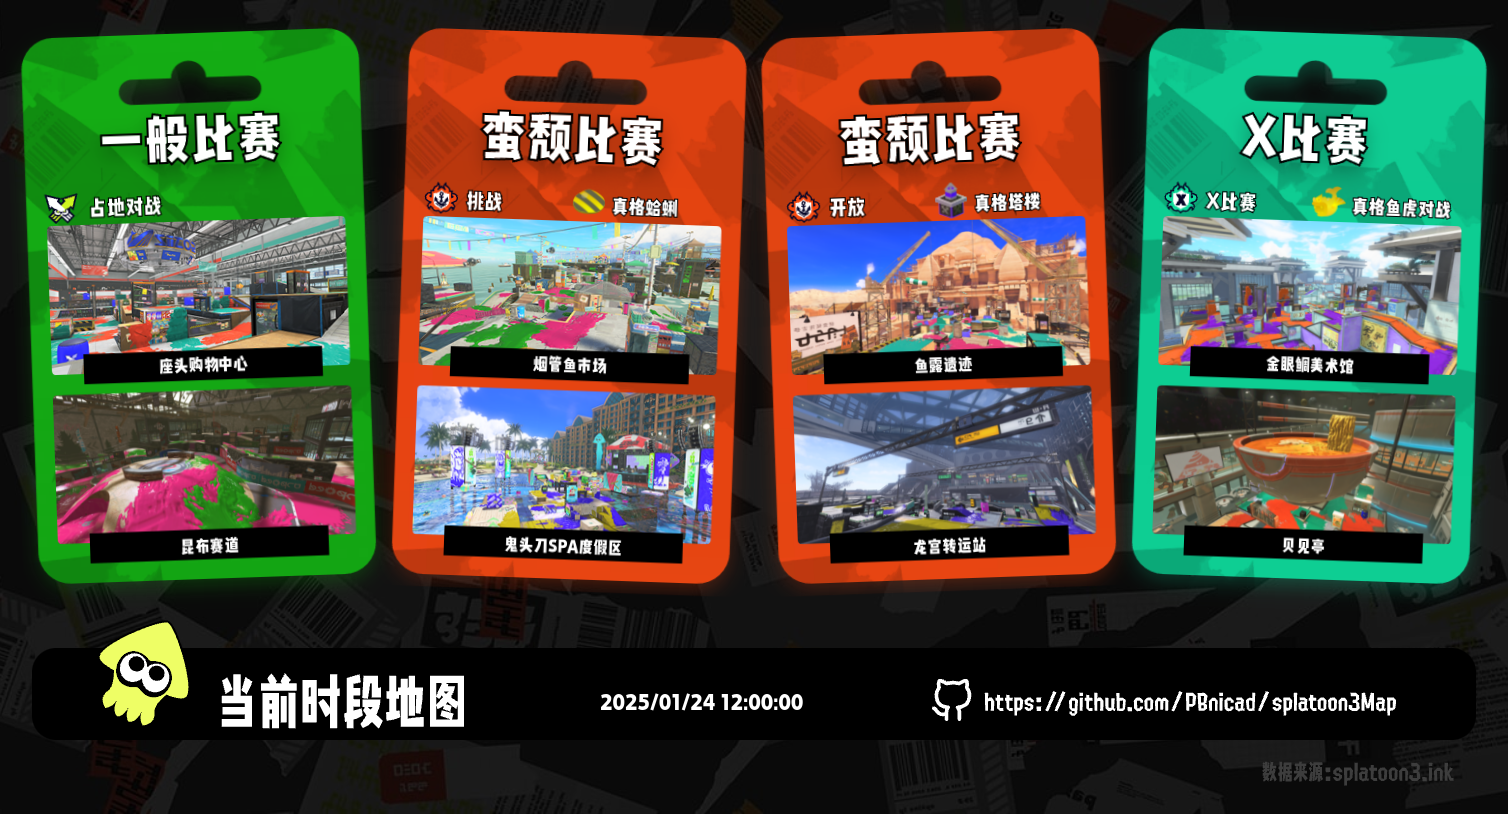 一般比赛
占地对战
座头购物中心
昆布赛道
蛮颓比赛
挑战
真格蛤蜊
烟管鱼市场
鬼头刀SPA度假区
蛮颓比赛
开放
真格塔楼
鱼露遗迹
龙宫转运站
X比赛
X比赛
真格鱼虎对战
金眼鲷美术馆
贝见亭
当前时段地图
2025/01/24 12:00:00
https://github.com/PBnicad/splatoon3Map
数据来源:splatoon3.ink